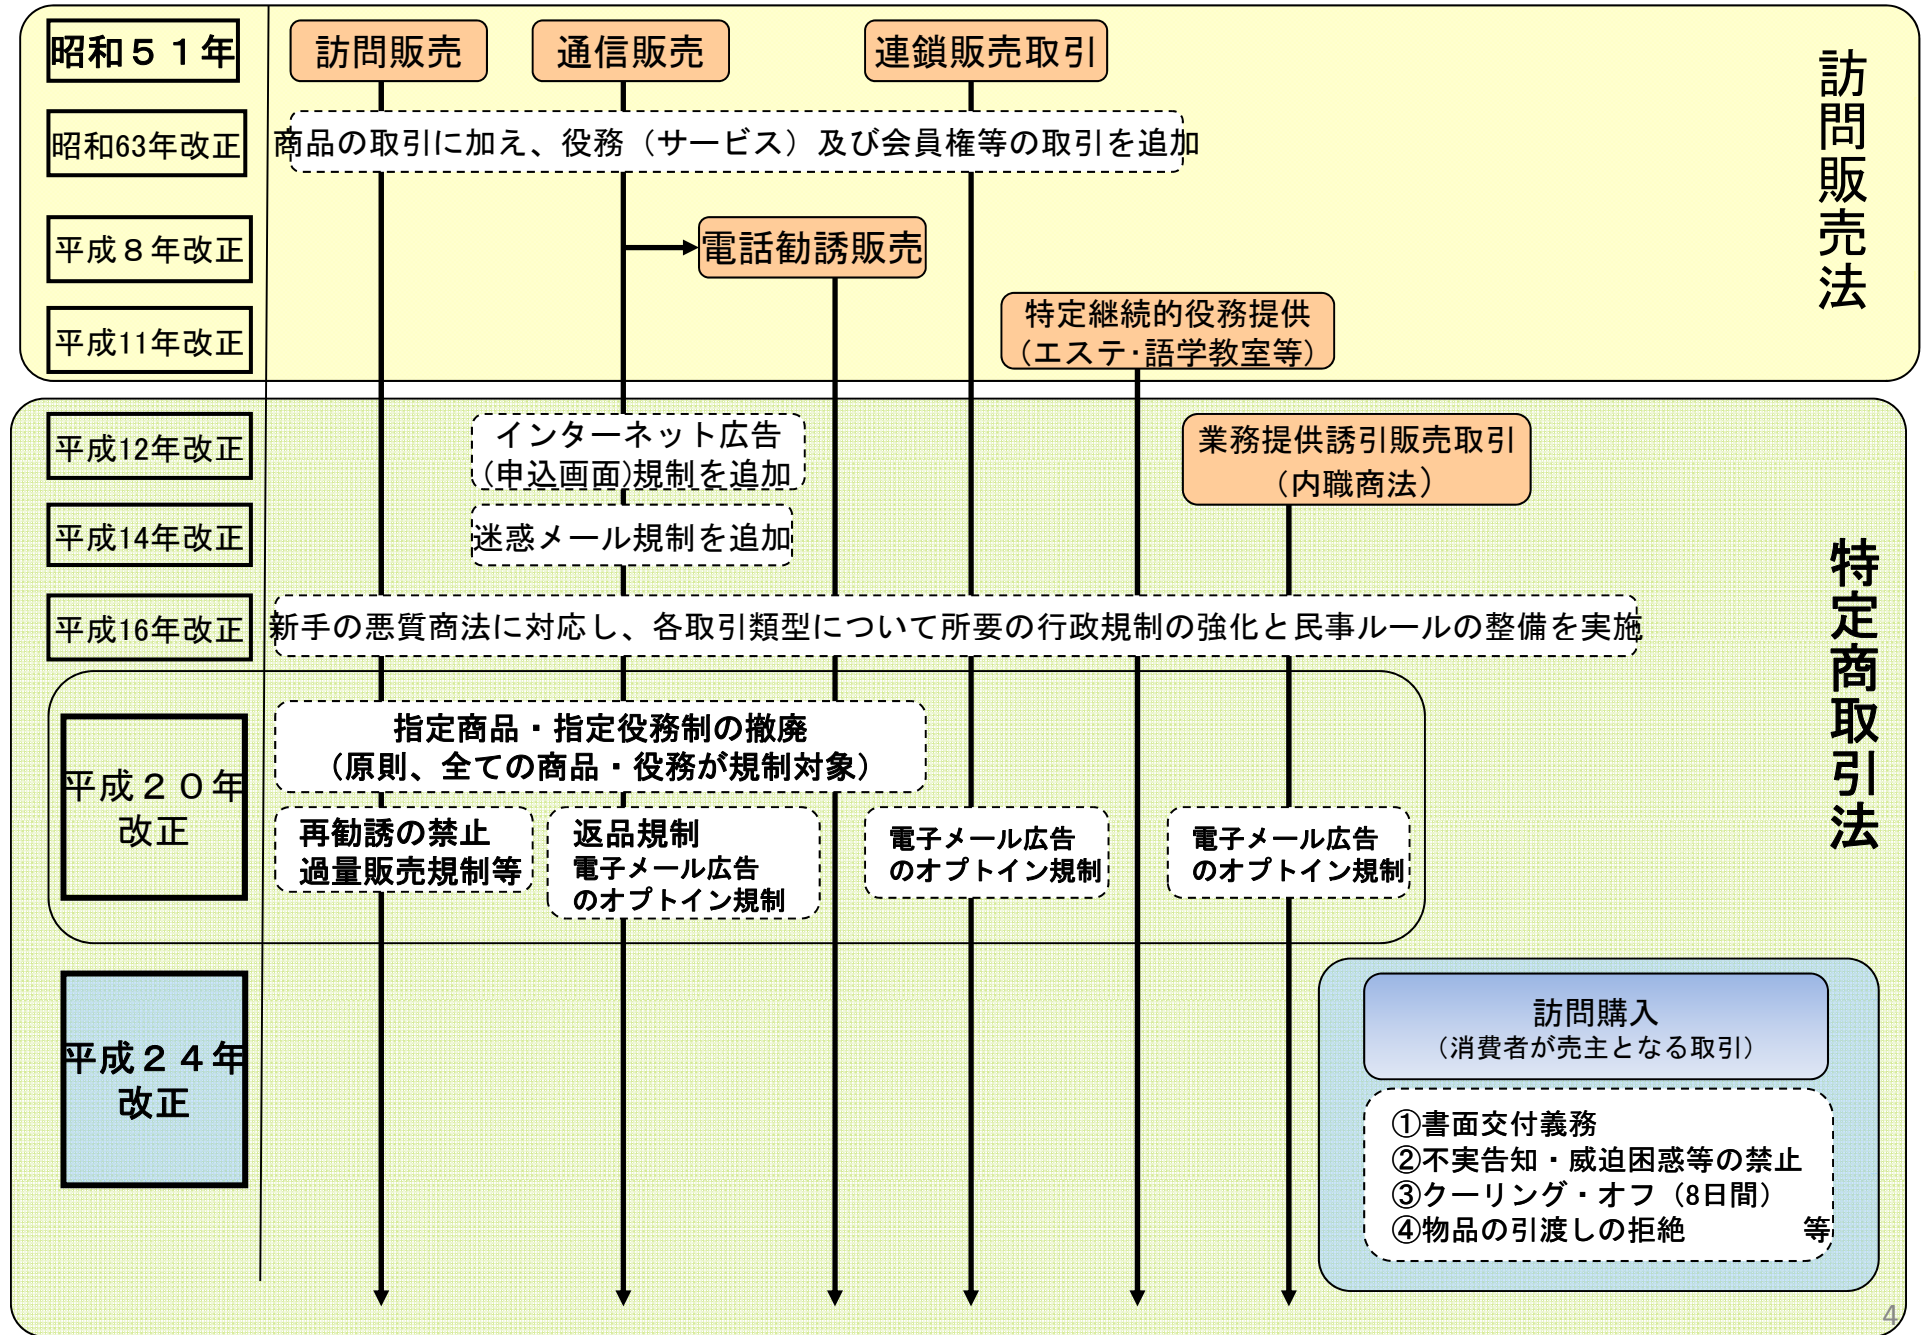 昭和５１年
訪問販売
通信販売
連鎖販売取引
訪問販売法
昭和63年改正
商品の取引に加え、役務（サービス）及び会員権等の取引を追加
平成８年改正
電話勧誘販売
平成11年改正
特定継続的役務提供
（エステ・語学教室等）
平成12年改正
インターネット広告
(申込画面)規制を追加
業務提供誘引販売取引
（内職商法）
平成14年改正
迷惑メール規制を追加
特定商取引法
平成16年改正
新手の悪質商法に対応し、各取引類型について所要の行政規制の強化と民事ルールの整備を実施
平成２０年
改正
指定商品・指定役務制の撤廃
（原則、全ての商品・役務が規制対象）
再勧誘の禁止
過量販売規制等
返品規制
電子メール広告
のオプトイン規制
電子メール広告
のオプトイン規制
電子メール広告
のオプトイン規制
平成２４年
改正
訪問購入
（消費者が売主となる取引）
①書面交付義務
②不実告知・威迫困惑等の禁止
③クーリング・オフ（8日間）
④物品の引渡しの拒絶　　　　等
4